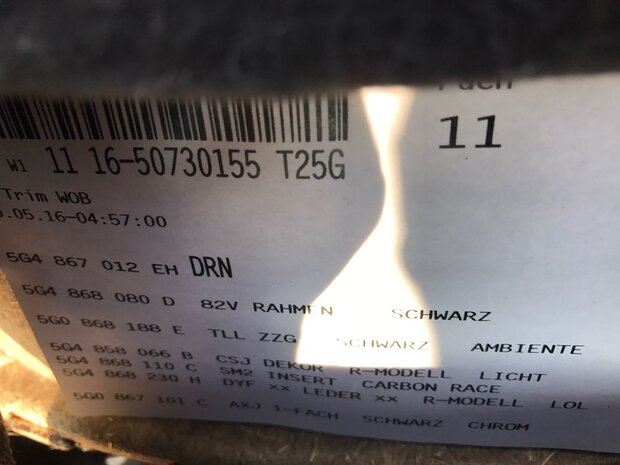 Fach
11
W1 11 16-50730155 T25G
Trim WOB
.05.16-04:57:00
5G4 867 012 EH DRN
5G4 868 080 D 82V RAHMEN SCHWARZ
5G0 868 188 E TLL ZZG SCHWARZ AMBIENTE
5G4 858 066 B CSJ DEKOR R-MODELL LICHT
5G4 868 110 C SM2 INSERT CARBON RACE
5G4 868 230 H DYF xx LEDER xx R-MODELL LOL
5G0 867 101 C AXJ 1-FACH SCHWARZ CHROM